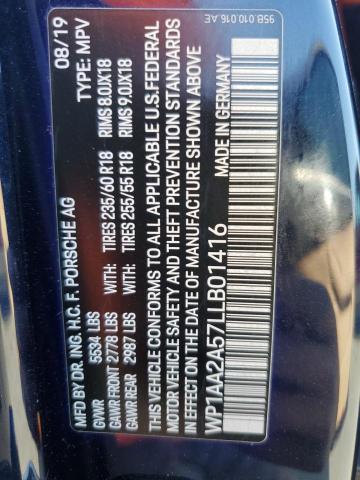 95B.010.016 AE
MFD BY DR. ING. H.C. F. PORSCHE AG 08/19
GVWR 5534 LBS TYPE: MPV
GAWR FRONT 2778 LBS TIRES 235/60 R18 RIMS 8.0JX18
GAWR REAR 2987 LBS TIRES 255/55 R18 RIMS 9.0JX18
THIS VEHICLE CONFORMS TO ALL APPLICABLE U.S.FEDERAL
MOTOR VEHICLE SAFETY AND THEFT PREVENTION STANDARDS
IN EFFECT ON THE DATE OF MANUFACTURE SHOWN ABOVE.
WP1AA2A57LLB01416 MADE IN GERMANY